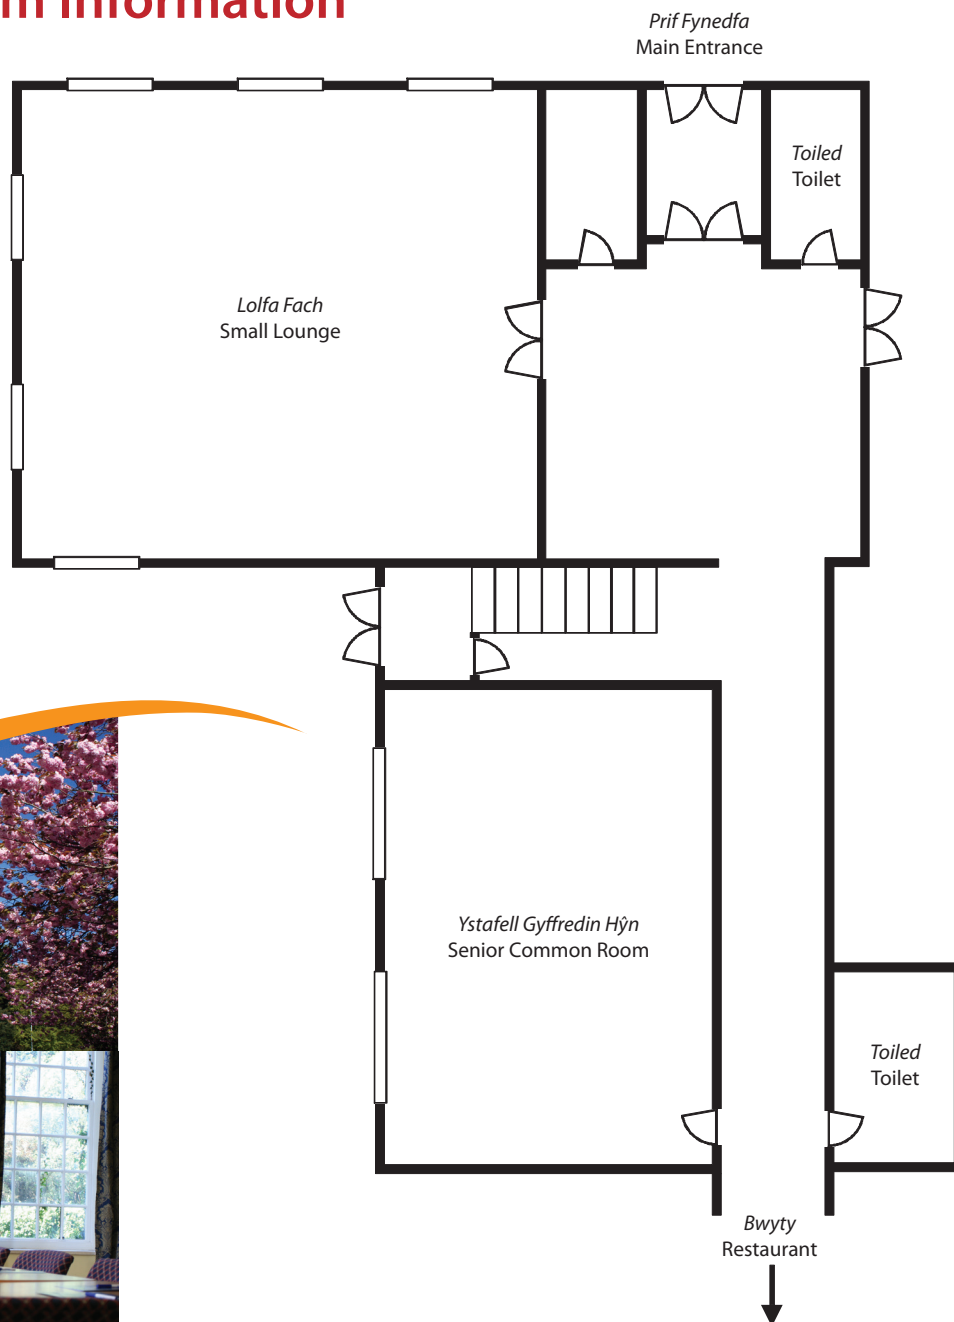 Information
Prif Fynedfa
Main Entrance
Toiled
Toilet
Lolfa Fach
Small Lounge
Ystafell Gyffredin Hŷn
Senior Common Room
Toiled
Toilet
Bwyty
Restaurant